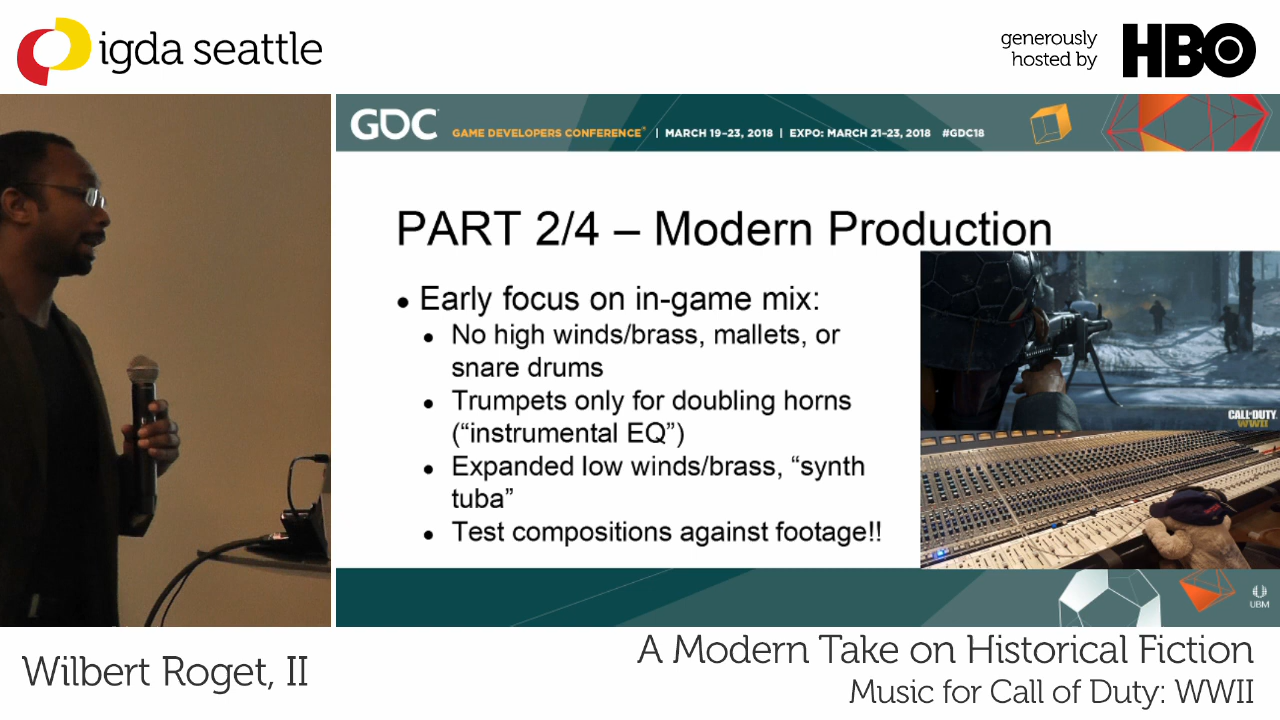 igda seattle
generously
hosted by
HBO
GDC
GAME DEVELOPERS CONFERENCE® | MARCH 19–23, 2018 | EXPO: MARCH 21–23, 2018 #GDC18
PART 2/4 – Modern Production
● Early focus on in-game mix:
● No high winds/brass, mallets, or
snare drums
● Trumpets only for doubling horns
(“instrumental EQ”)
● Expanded low winds/brass, “synth
tuba”
● Test compositions against footage!!
CALL OF DUTY
WWII
UBM
Wilbert Roget, II
A Modern Take on Historical Fiction
Music for Call of Duty: WWII